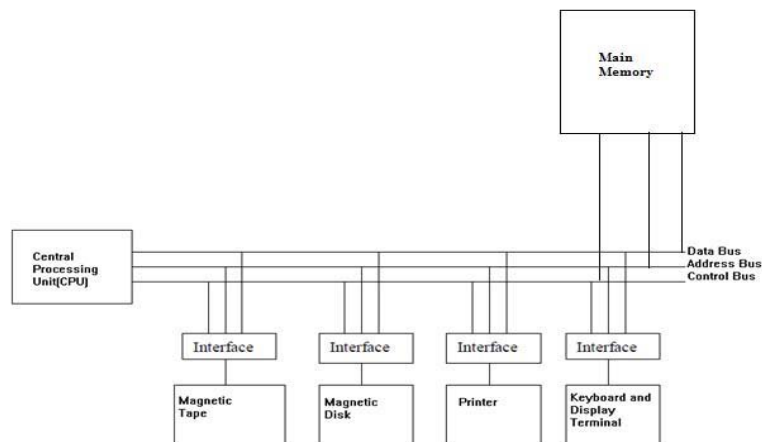 Main
Memory
Central
Processing
Unit(CPU)
Data Bus
Address Bus
Control Bus
Interface
Interface
Interface
Interface
Magnetic
Tape
Magnetic
Disk
Printer
Keyboard and
Display
Terminal